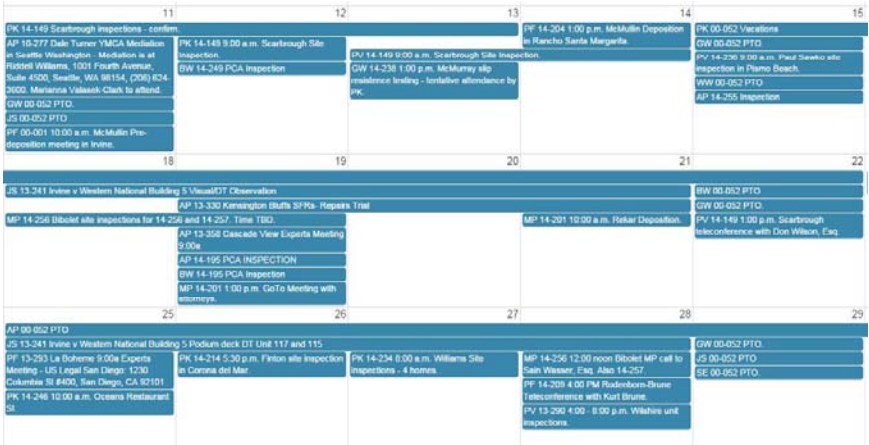 11 12 13 14 15
PK 14-149 Scarbrough inspections - confirm.
AP 10-277 Dale Turner YMCA Mediation
in Seattle Washington - Mediation is at
Riddell Williams, 1001 Fourth Avenue,
Suite 4500, Seattle, WA 98154, (206) 624-
3600. Marianna Valasek-Clark to attend.
GW 00-052 PTO.
JS 00-052 PTO
PF 00-001 10:00 a.m. McMullin Pre-
deposition meeting in Irvine.
PK 14-149 9:00 a.m. Scarbrough Site
Inspection.
BW 14-249 PCA Inspection
PV 14-149 9:00 a.m. Scarbrough Site Inspection.
GW 14-238 1:00 p.m. McMurray slip
resistence testing - tentative attendance by
PK.
PF 14-204 1:00 p.m. McMullin Deposition
in Rancho Santa Margarita.
PK 00-052 Vacations
GW 00-052 PTO.
PV 14-236 9:00 a.m. Paul Sawko site
inspection in Pismo Beach.
WW 00-052 PTO
AP 14-255 Inspection
18 19 20 21 22
JS 13-241 Irvine v Western National Building 5 Visual/DT Observation
AP 13-330 Kensington Bluffs SFRs- Repairs Trial
MP 14-256 Bibolet site inspections for 14-256 and 14-257. Time TBD.
AP 13-358 Cascade View Experts Meeting
9:00a
AP 14-195 PCA INSPECTION
BW 14-195 PCA Inspection
MP 14-201 1:00 p.m. GoTo Meeting with
attorneys.
MP 14-201 10:00 a.m. Rekar Deposition.
BW 00-052 PTO
GW 00-052 PTO.
PV 14-149 1:00 p.m. Scarbrough
teleconference with Don Wilson, Esq.
25 26 27 28 29
AP 00-052 PTO
JS 13-241 Irvine v Western National Building 5 Podium deck DT Unit 117 and 115
PF 13-293 La Boheme 9:00a Experts
Meeting - US Legal San Diego: 1230
Columbia St #400, San Diego, CA 92101
PK 14-246 10:00 a.m. Oceans Restaurant
SI.
PK 14-214 5:30 p.m. Finton site inspection
in Corona del Mar.
PK 14-234 8:00 a.m. Williams Site
Inspections - 4 homes.
MP 14-256 12:00 noon Bibolet MP call to
Sain Wasser, Esq. Also 14-257.
PF 14-209 4:00 PM Rodenborn-Brune
Teleconference with Kurt Brune.
PV 13-290 4:00 - 8:00 p.m. Wilshire unit
inspections.
GW 00-052 PTO.
JS 00-052 PTO
SE 00-052 PTO.